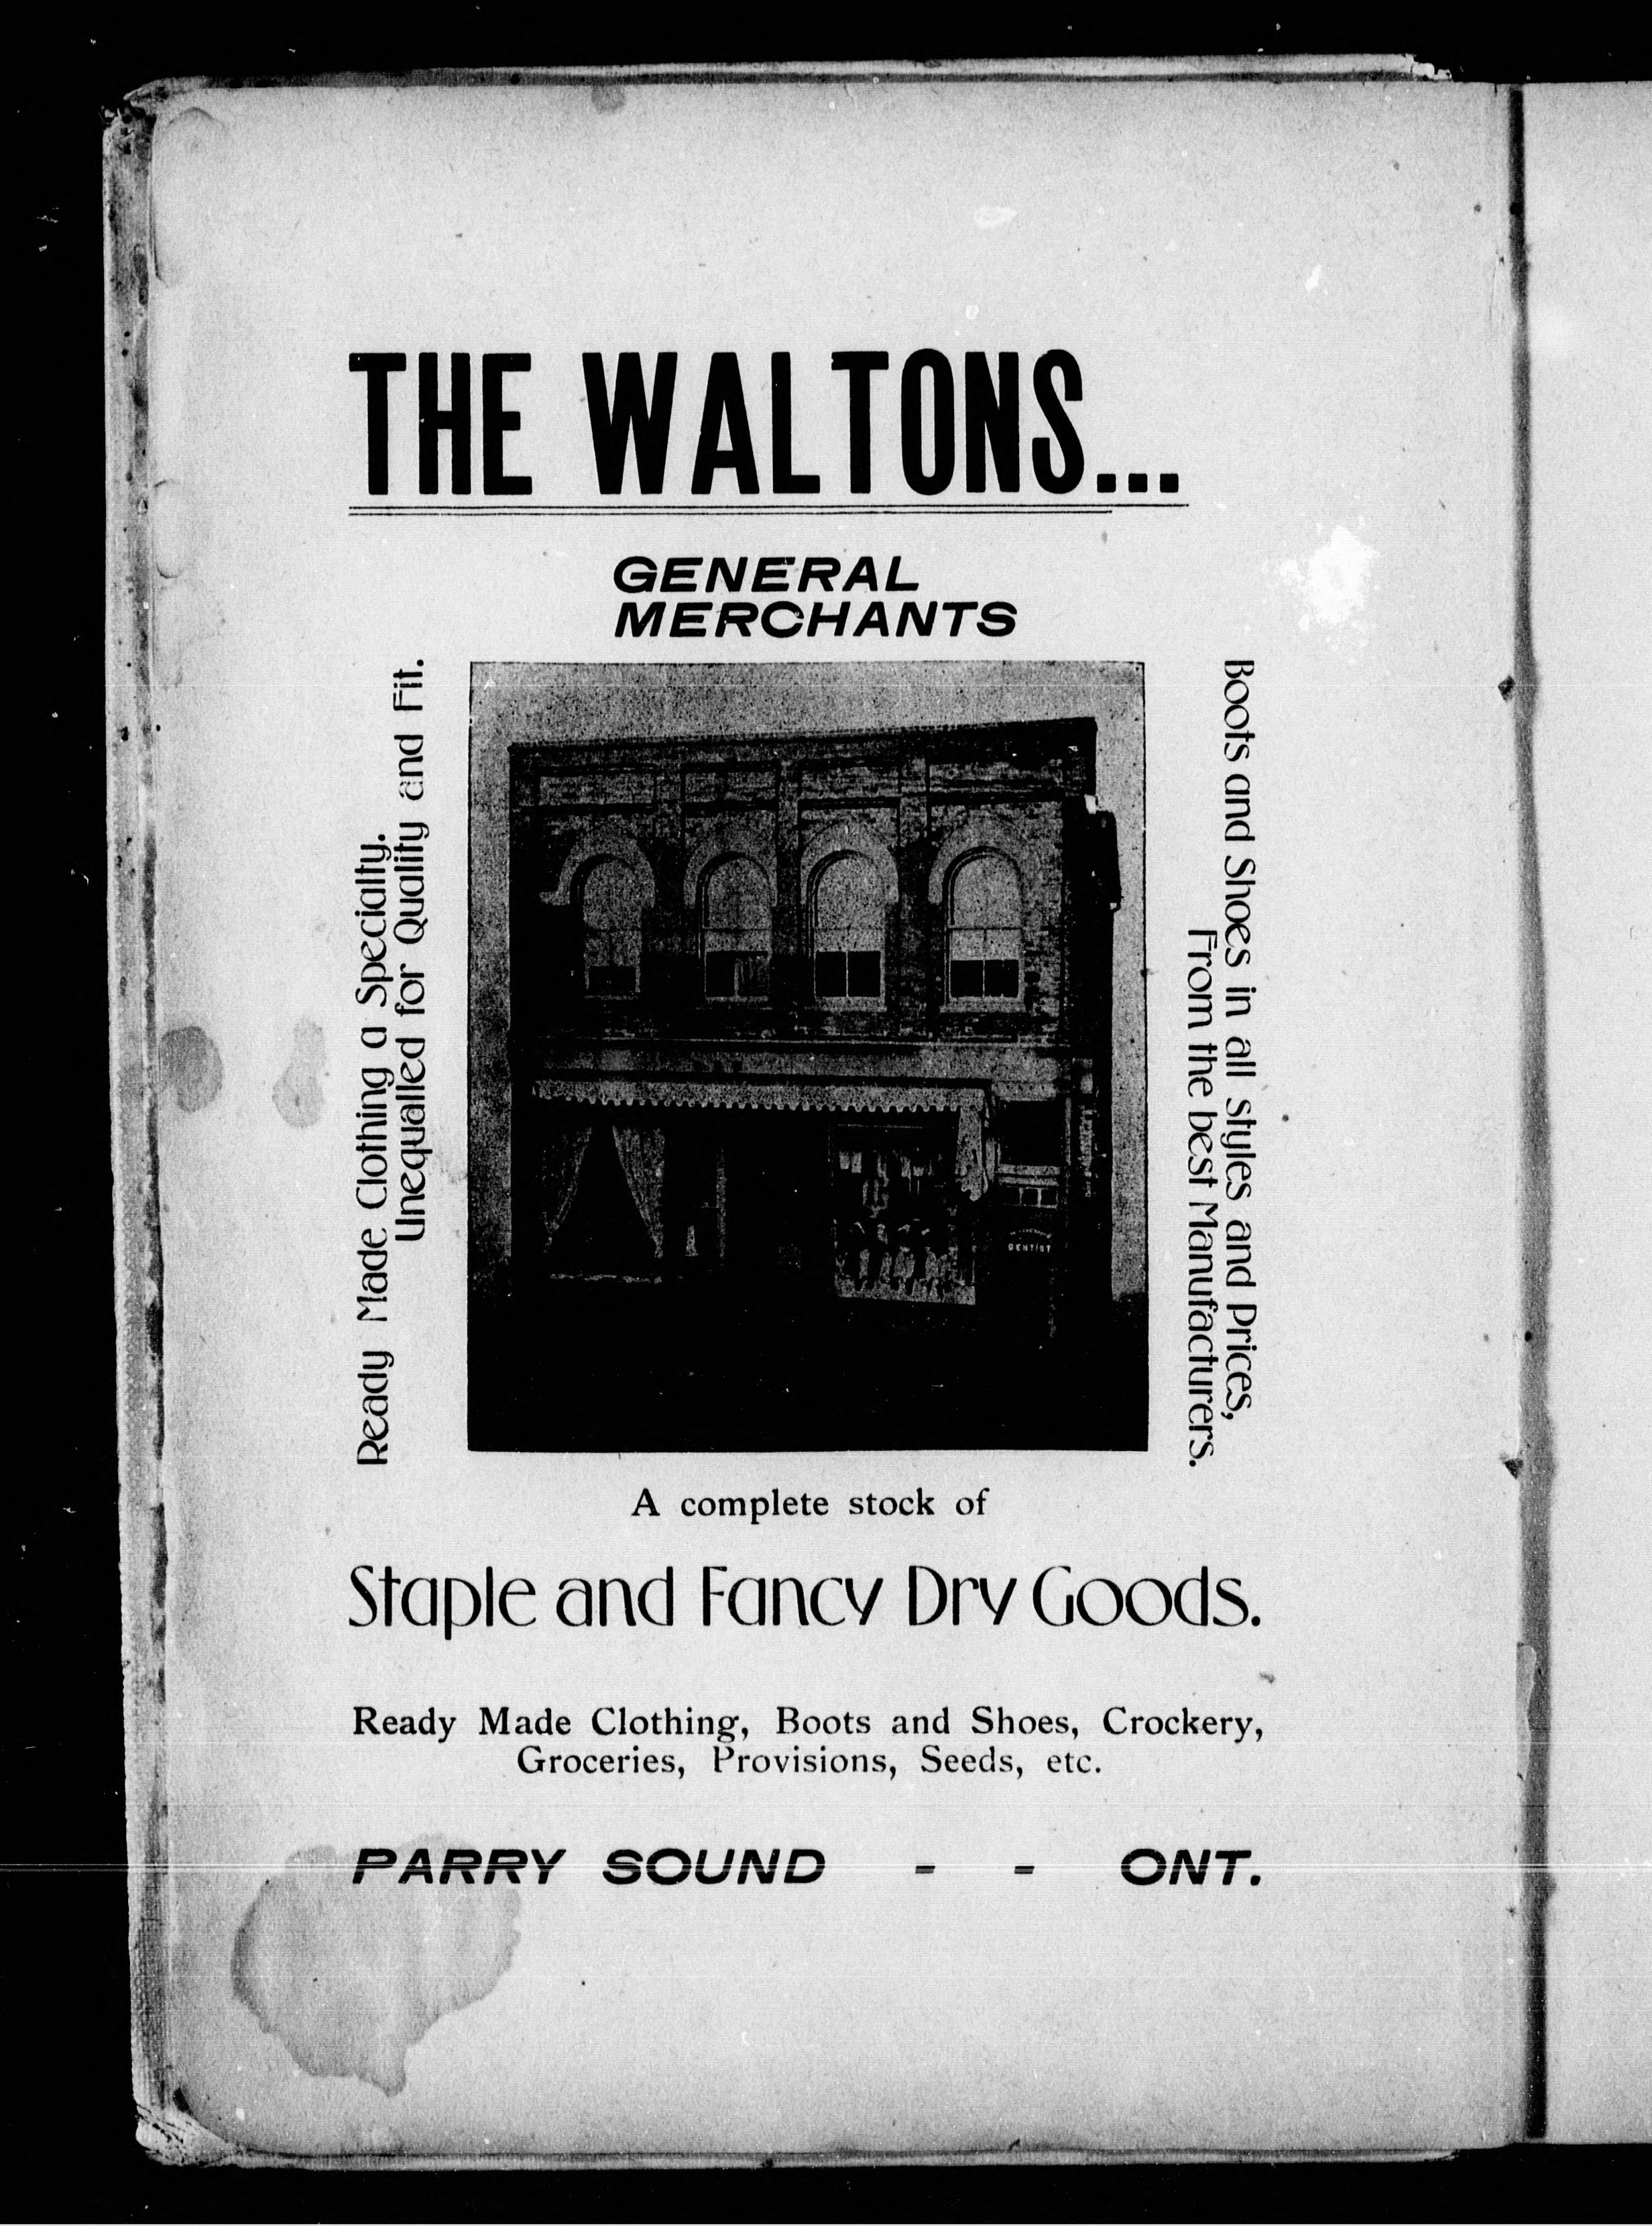 THE WALTONS...
GENERAL
MERCHANTS
Ready Made Clothing a Specialty.
Unequalled for Quality and Fit.
Boots and Shoes in all styles and Prices,
From the best Manufacturers.
DENTIST
A complete stock of
Staple and Fancy Dry Goods.
Ready Made Clothing, Boots and Shoes, Crockery,
Groceries, Provisions, Seeds, etc.
PARRY SOUND - - ONT.